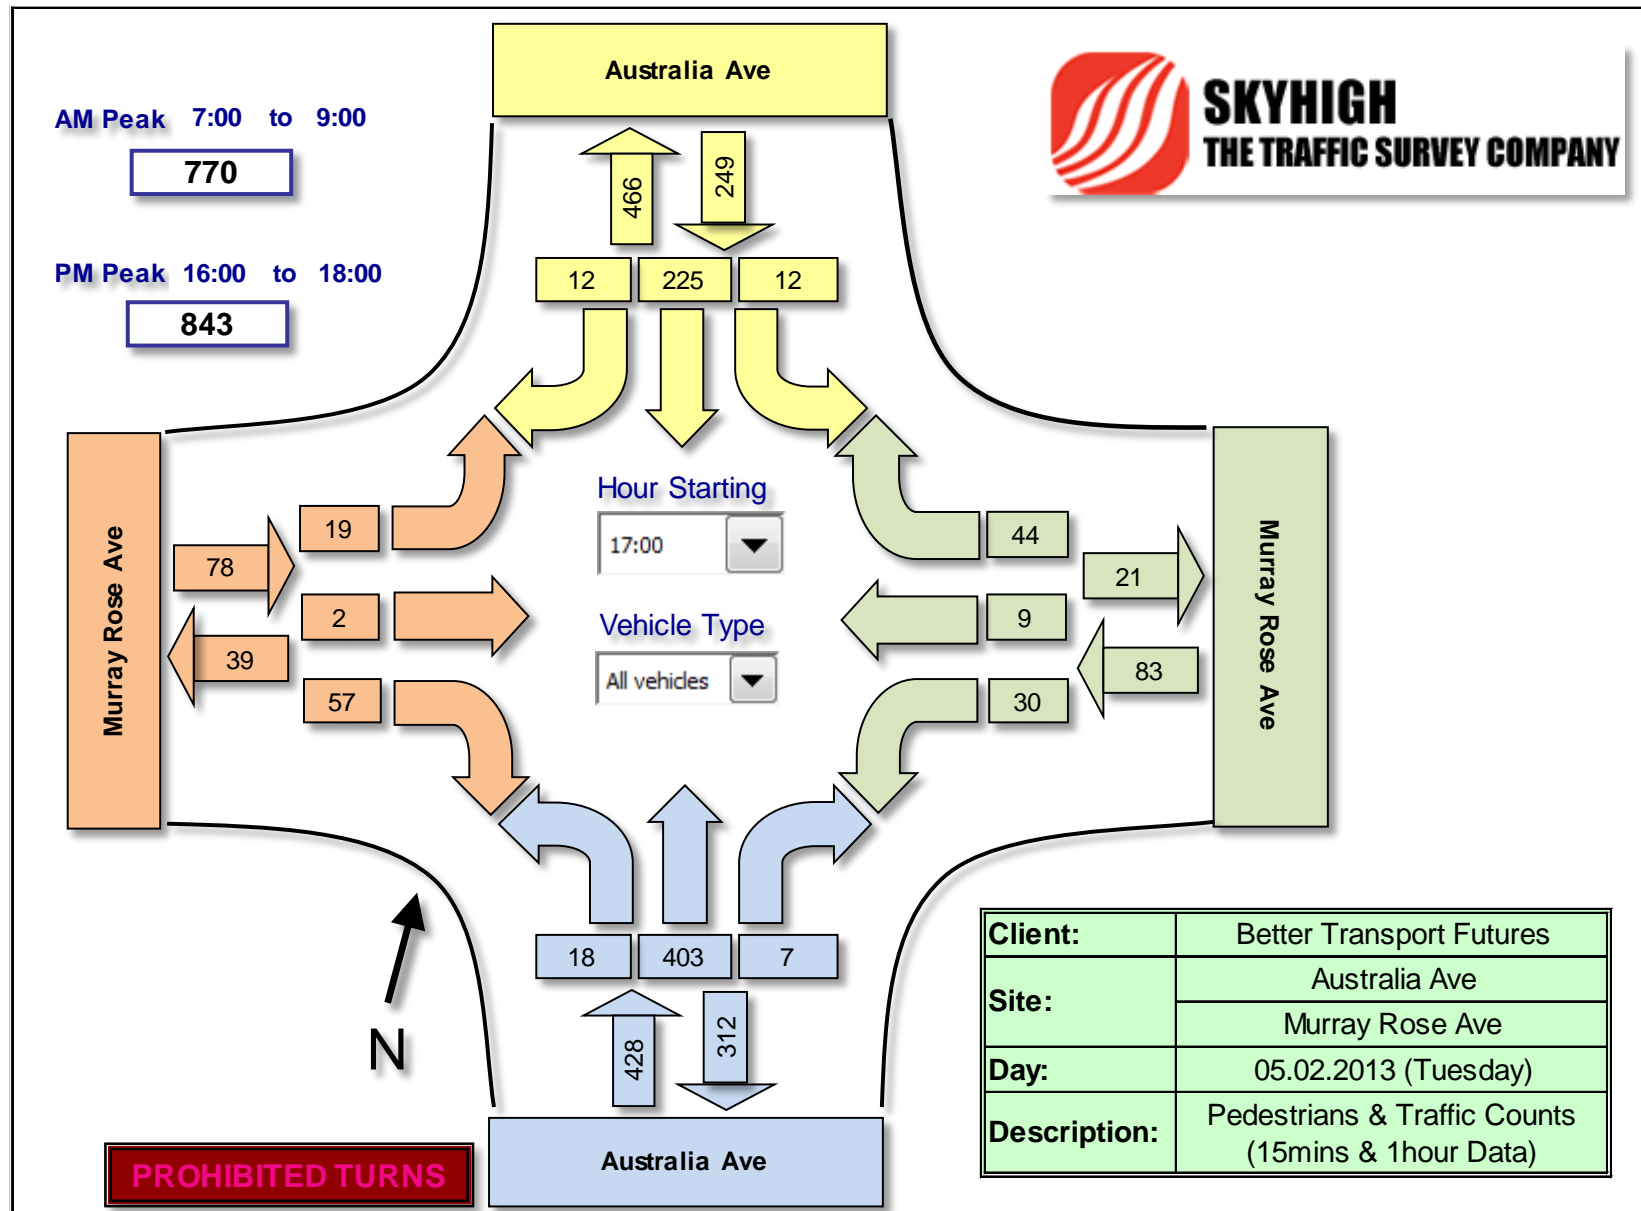 Australia Ave
SKYHIGH
THE TRAFFIC SURVEY COMPANY
AM Peak 7:00 to 9:00
770
PM Peak 16:00 to 18:00
843
466
249
12
225
12
Hour Starting
17:00
Vehicle Type
All vehicles
Murray Rose Ave
78
39
19
2
57
44
9
30
21
83
Murray Rose Ave
18
403
7
428
312
N
Australia Ave
PROHIBITED TURNS
Client: Better Transport Futures
Site: Australia Ave
Murray Rose Ave
Day: 05.02.2013 (Tuesday)
Description: Pedestrians & Traffic Counts
(15mins & 1hour Data)